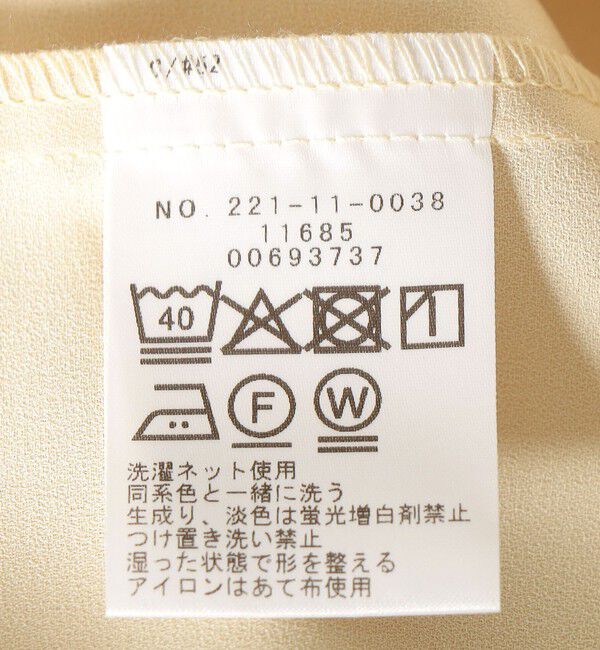 NO. 221-11-0038
11685
00693737
40
F
W
洗濯ネット使用
同系色と一緒に洗う
生成り、淡色は蛍光増白剤禁止
つけ置き洗い禁止
湿った状態で形を整える
アイロンはあて布使用